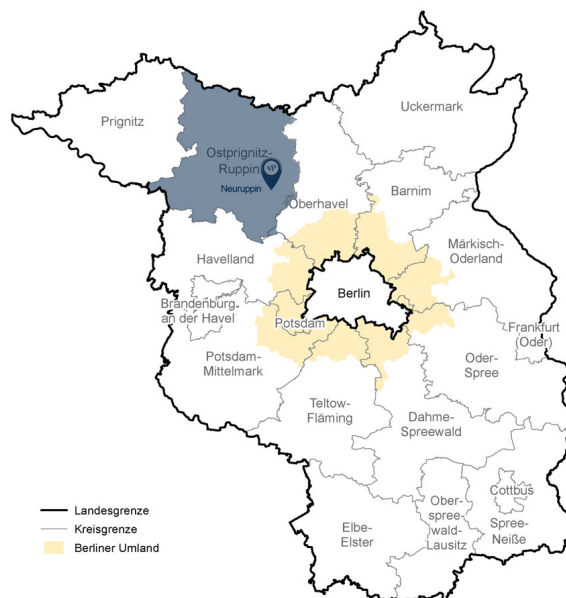 Uckermark
Prignitz
Ostprignitz-
Ruppin
VP
Neuruppin
Barnim
Oberhavel
Märkisch-
Oderland
Havelland
Berlin
Brandenburg
an der Havel
Potsdam
Frankfurt
(Oder)
Potsdam-
Mittelmark
Oder-
Spree
Teltow-
Fläming
Dahme-
Spreewald
Cottbus
Ober-
spree-
wald-
Lausitz
Spree-
Neiße
Elbe-
Elster
Landesgrenze
Kreisgrenze
Berliner Umland